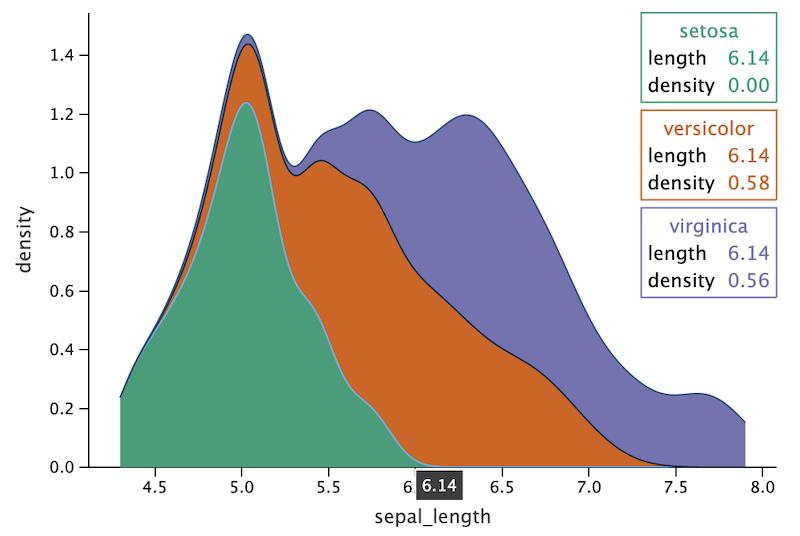 setosa
length 6.14
density 0.00
versicolor
length 6.14
density 0.58
virginica
length 6.14
density 0.56
density
1.4
1.2
1.0
0.8
0.6
0.4
0.2
0.0
4.5 5.0 5.5 6 6.14 6.5 7.0 7.5 8.0
sepal_length